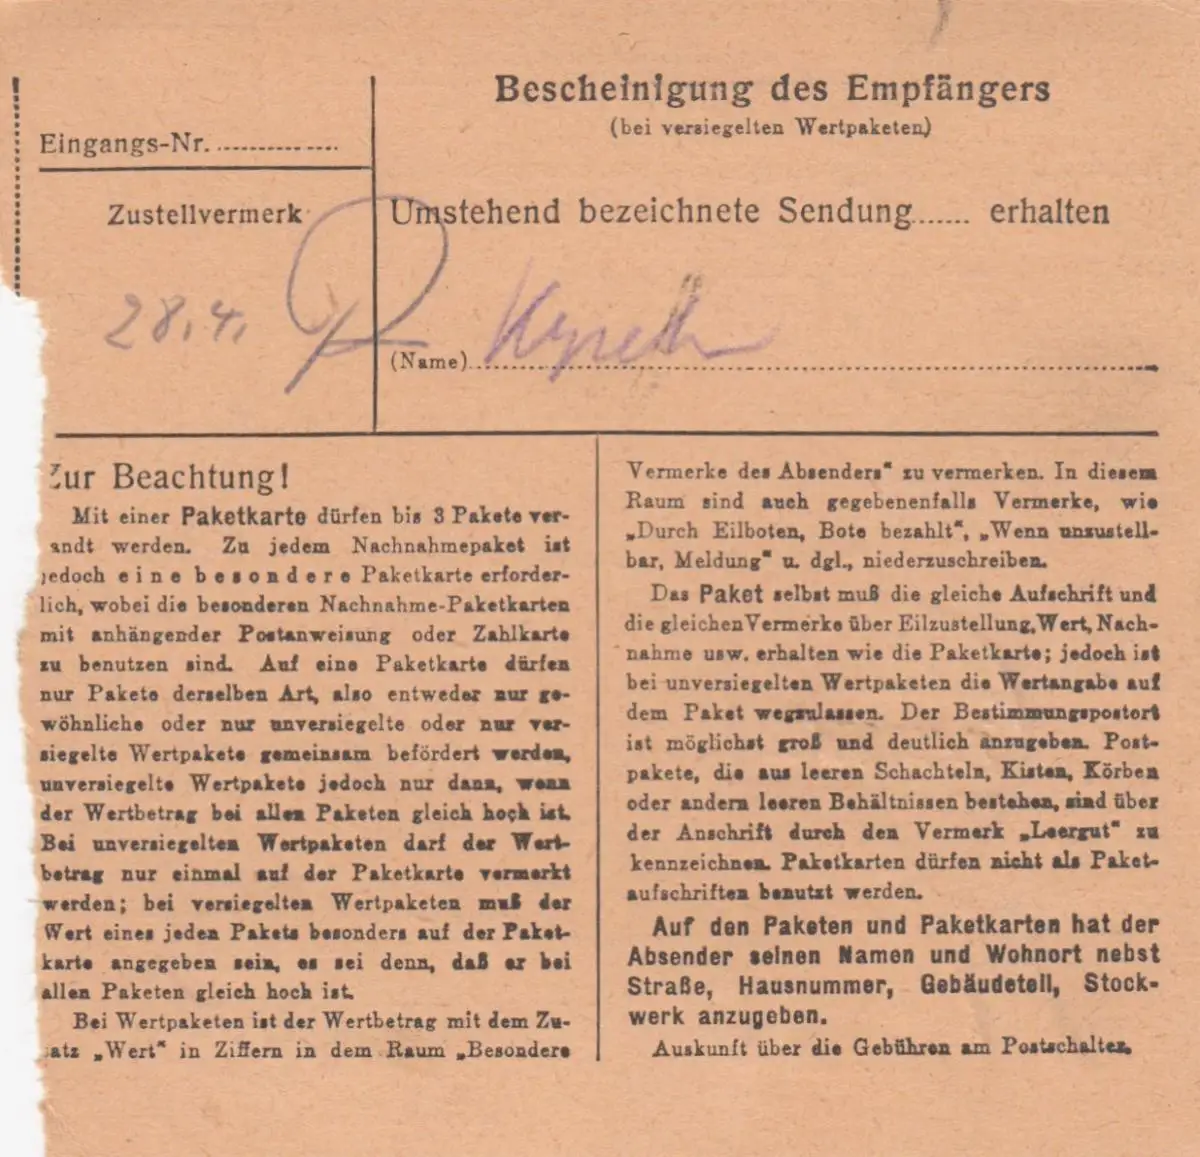 Bescheinigung des Empfängers
(bei versiegelten Wertpaketen)
Eingangs-Nr. ..............
Zustellvermerk
Umstehend bezeichnete Sendung....... erhalten
28.4.
(Name)
Zur Beachtung!
Mit einer Paketkarte dürfen bis 3 Pakete ver-
andt werden. Zu jedem Nachnahmepaket ist
jedoch eine besondere Paketkarte erforder-
lich, wobei die besonderen Nachnahme-Paketkarten
mit anhängender Postanweisung oder Zahlkarte
zu benutzen sind. Auf eine Paketkarte dürfen
nur Pakete derselben Art, also entweder nur ge-
wöhnliche oder nur unversiegelte oder nur ver-
siegelte Wertpakete gemeinsam befördert werden,
unversiegelte Wertpakete jedoch nur dann, wenn
der Wertbetrag bei allen Paketen gleich hoch ist.
Bei unversiegelten Wertpaketen darf der Wert-
betrag nur einmal auf der Paketkarte vermerkt
werden; bei versiegelten Wertpaketen muß der
Wert eines jeden Pakets besonders auf der Paket-
karte angegeben sein, es sei denn, daß er bei
allen Paketen gleich hoch ist.
Bei Wertpaketen ist der Wertbetrag mit dem Zu-
satz „Wert" in Ziffern in dem Raum „Besondere
Vermerke des Absenders" zu vermerken. In diesem
Raum sind auch gegebenenfalls Vermerke, wie
„Durch Eilboten, Bote bezahlt", „Wenn unzustell-
bar, Meldung" u. dgl., niederzuschreiben.
Das Paket selbst muß die gleiche Aufschrift und
die gleichen Vermerke über Eilzustellung, Wert, Nach-
nahme usw. erhalten wie die Paketkarte; jedoch ist
bei unversiegelten Wertpaketen die Wertangabe auf
dem Paket wegzulassen. Der Bestimmungspostort
ist möglichst groß und deutlich anzugeben. Post-
pakete, die aus leeren Schachteln, Kisten, Körben
oder andern leeren Behältnissen bestehen, sind über
der Anschrift durch den Vermerk „Leergut" zu
kennzeichnen. Paketkarten dürfen nicht als Paket-
aufschriften benutzt werden.
Auf den Paketen und Paketkarten hat der
Absender seinen Namen und Wohnort nebst
Straße, Hausnummer, Gebäudeteil, Stock-
werk anzugeben.
Auskunft über die Gebühren am Postschalter.